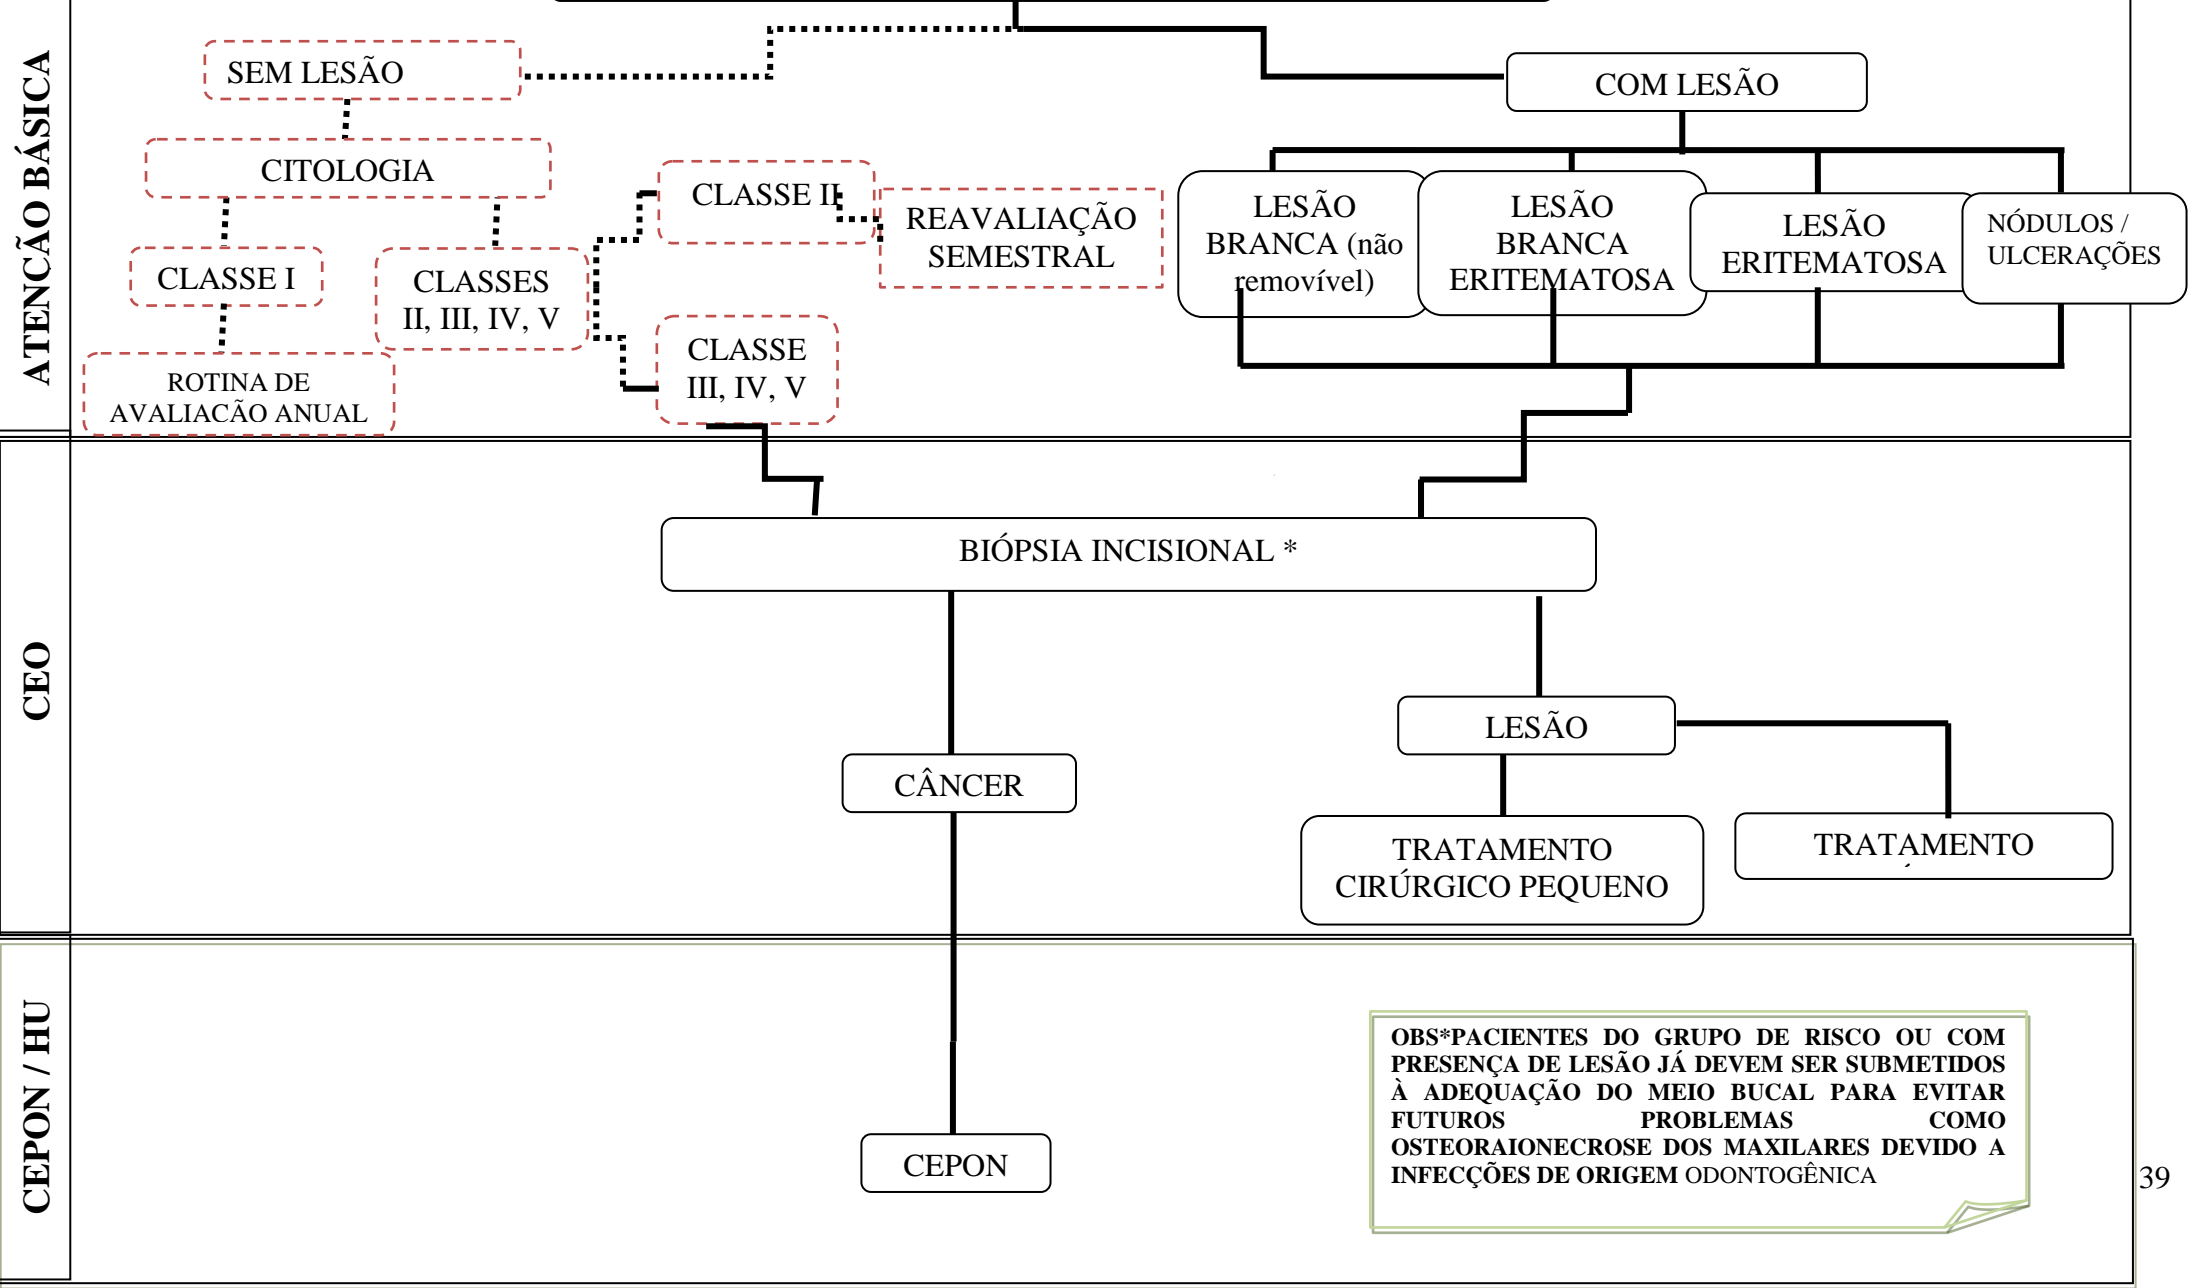 ATENCÃO BÁSICA
SEM LESÃO
COM LESÃO
CITOLOGIA
CLASSE I
CLASSES
II, III, IV, V
ROTINA DE
AVALIACÃO ANUAL
CLASSE II
REAVALIAÇÃO
SEMESTRAL
CLASSE
III, IV, V
LESÃO
BRANCA (não
removível)
LESÃO
BRANCA
ERITEMATOSA
LESÃO
ERITEMATOSA
NÓDULOS /
ULCERAÇÕES
CEO
BIÓPSIA INCISIONAL *
CÂNCER
LESÃO
TRATAMENTO
CIRÚRGICO PEQUENO
TRATAMENTO
CEPON / HU
CEPON
OBS*PACIENTES DO GRUPO DE RISCO OU COM
PRESENÇA DE LESÃO JÁ DEVEM SER SUBMETIDOS
À ADEQUAÇÃO DO MEIO BUCAL PARA EVITAR
FUTUROS PROBLEMAS COMO
OSTEORAIONECROSE DOS MAXILARES DEVIDO A
INFECÇÕES DE ORIGEM ODONTOGÊNICA
39